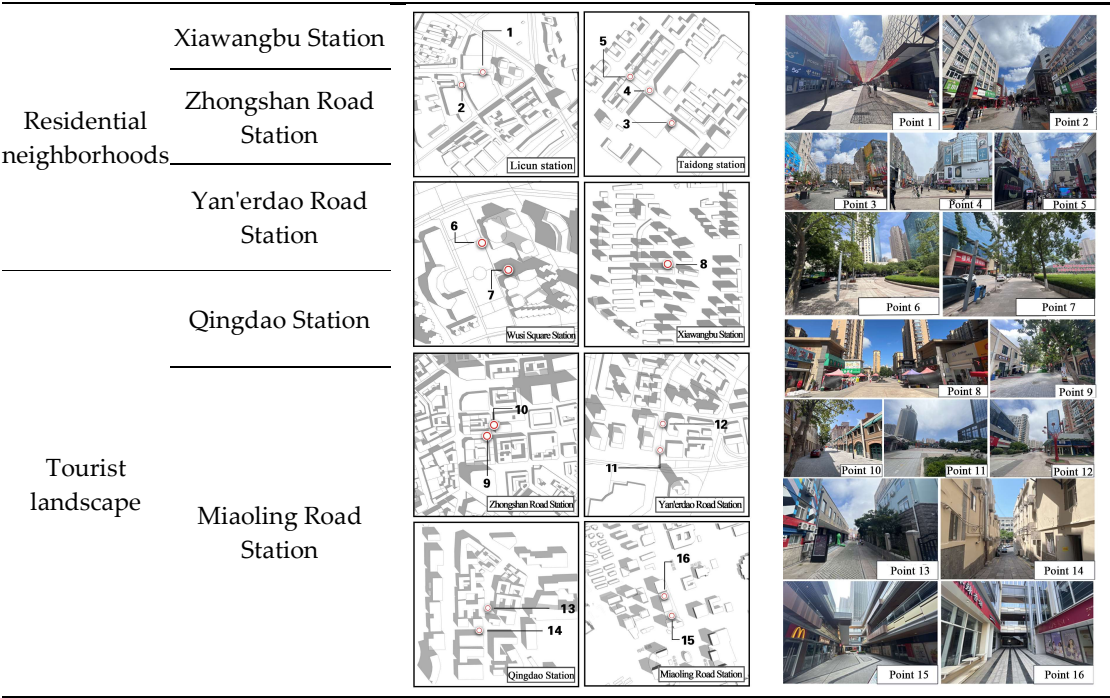 Residential
neighborhoods
Xiawangbu Station
Zhongshan Road
Station
Yan'erdao Road
Station
Tourist
landscape
Qingdao Station
Miaoling Road
Station
1
2
Licun station
5
4
3
Taidong station
6
7
Wusi Square Station
8
Xiawangbu Station
10
9
Zhongshan Road Station
12
11
Yan'erdao Road Station
13
14
Qingdao Station
16
15
Miaoling Road Station
Point 1
Point 2
Point 3
Point 4
Point 5
Point 6
Point 7
Point 8
Point 9
Point 10
Point 11
Point 12
Point 13
Point 14
Point 15
Point 16